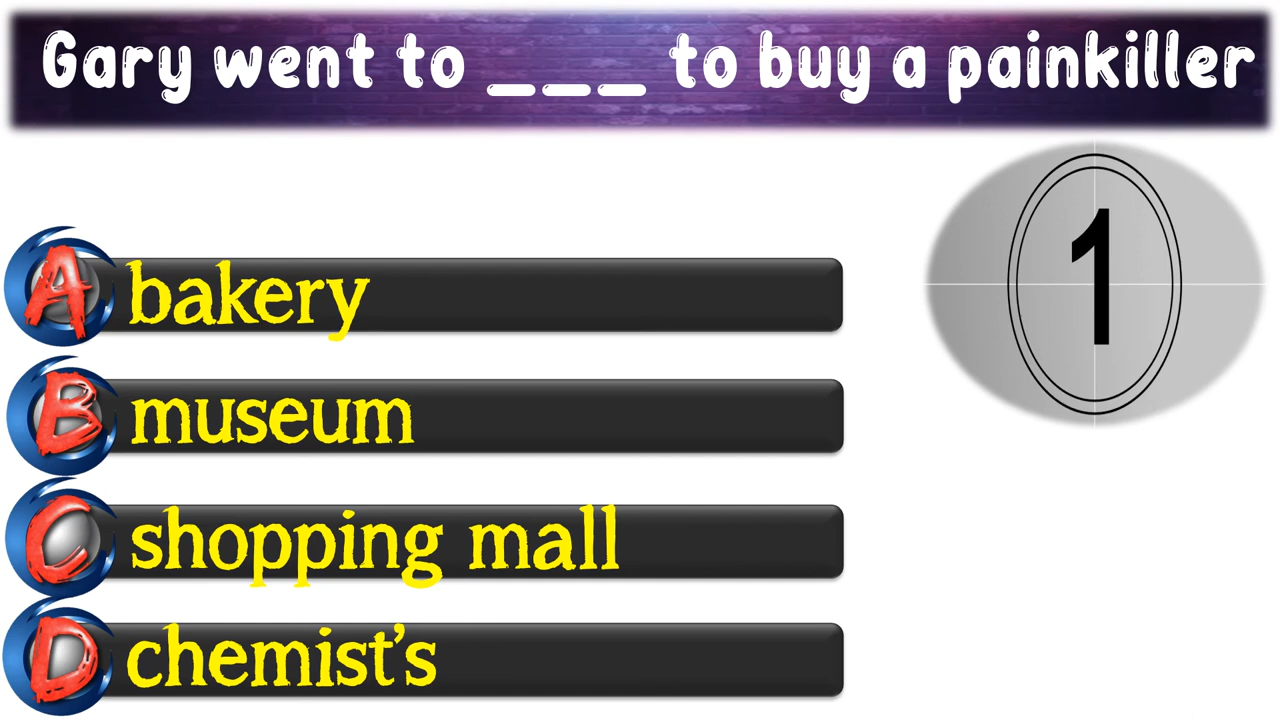 Gary went to ___ to buy a painkiller
1
A bakery
B museum
C shopping mall
D chemist's